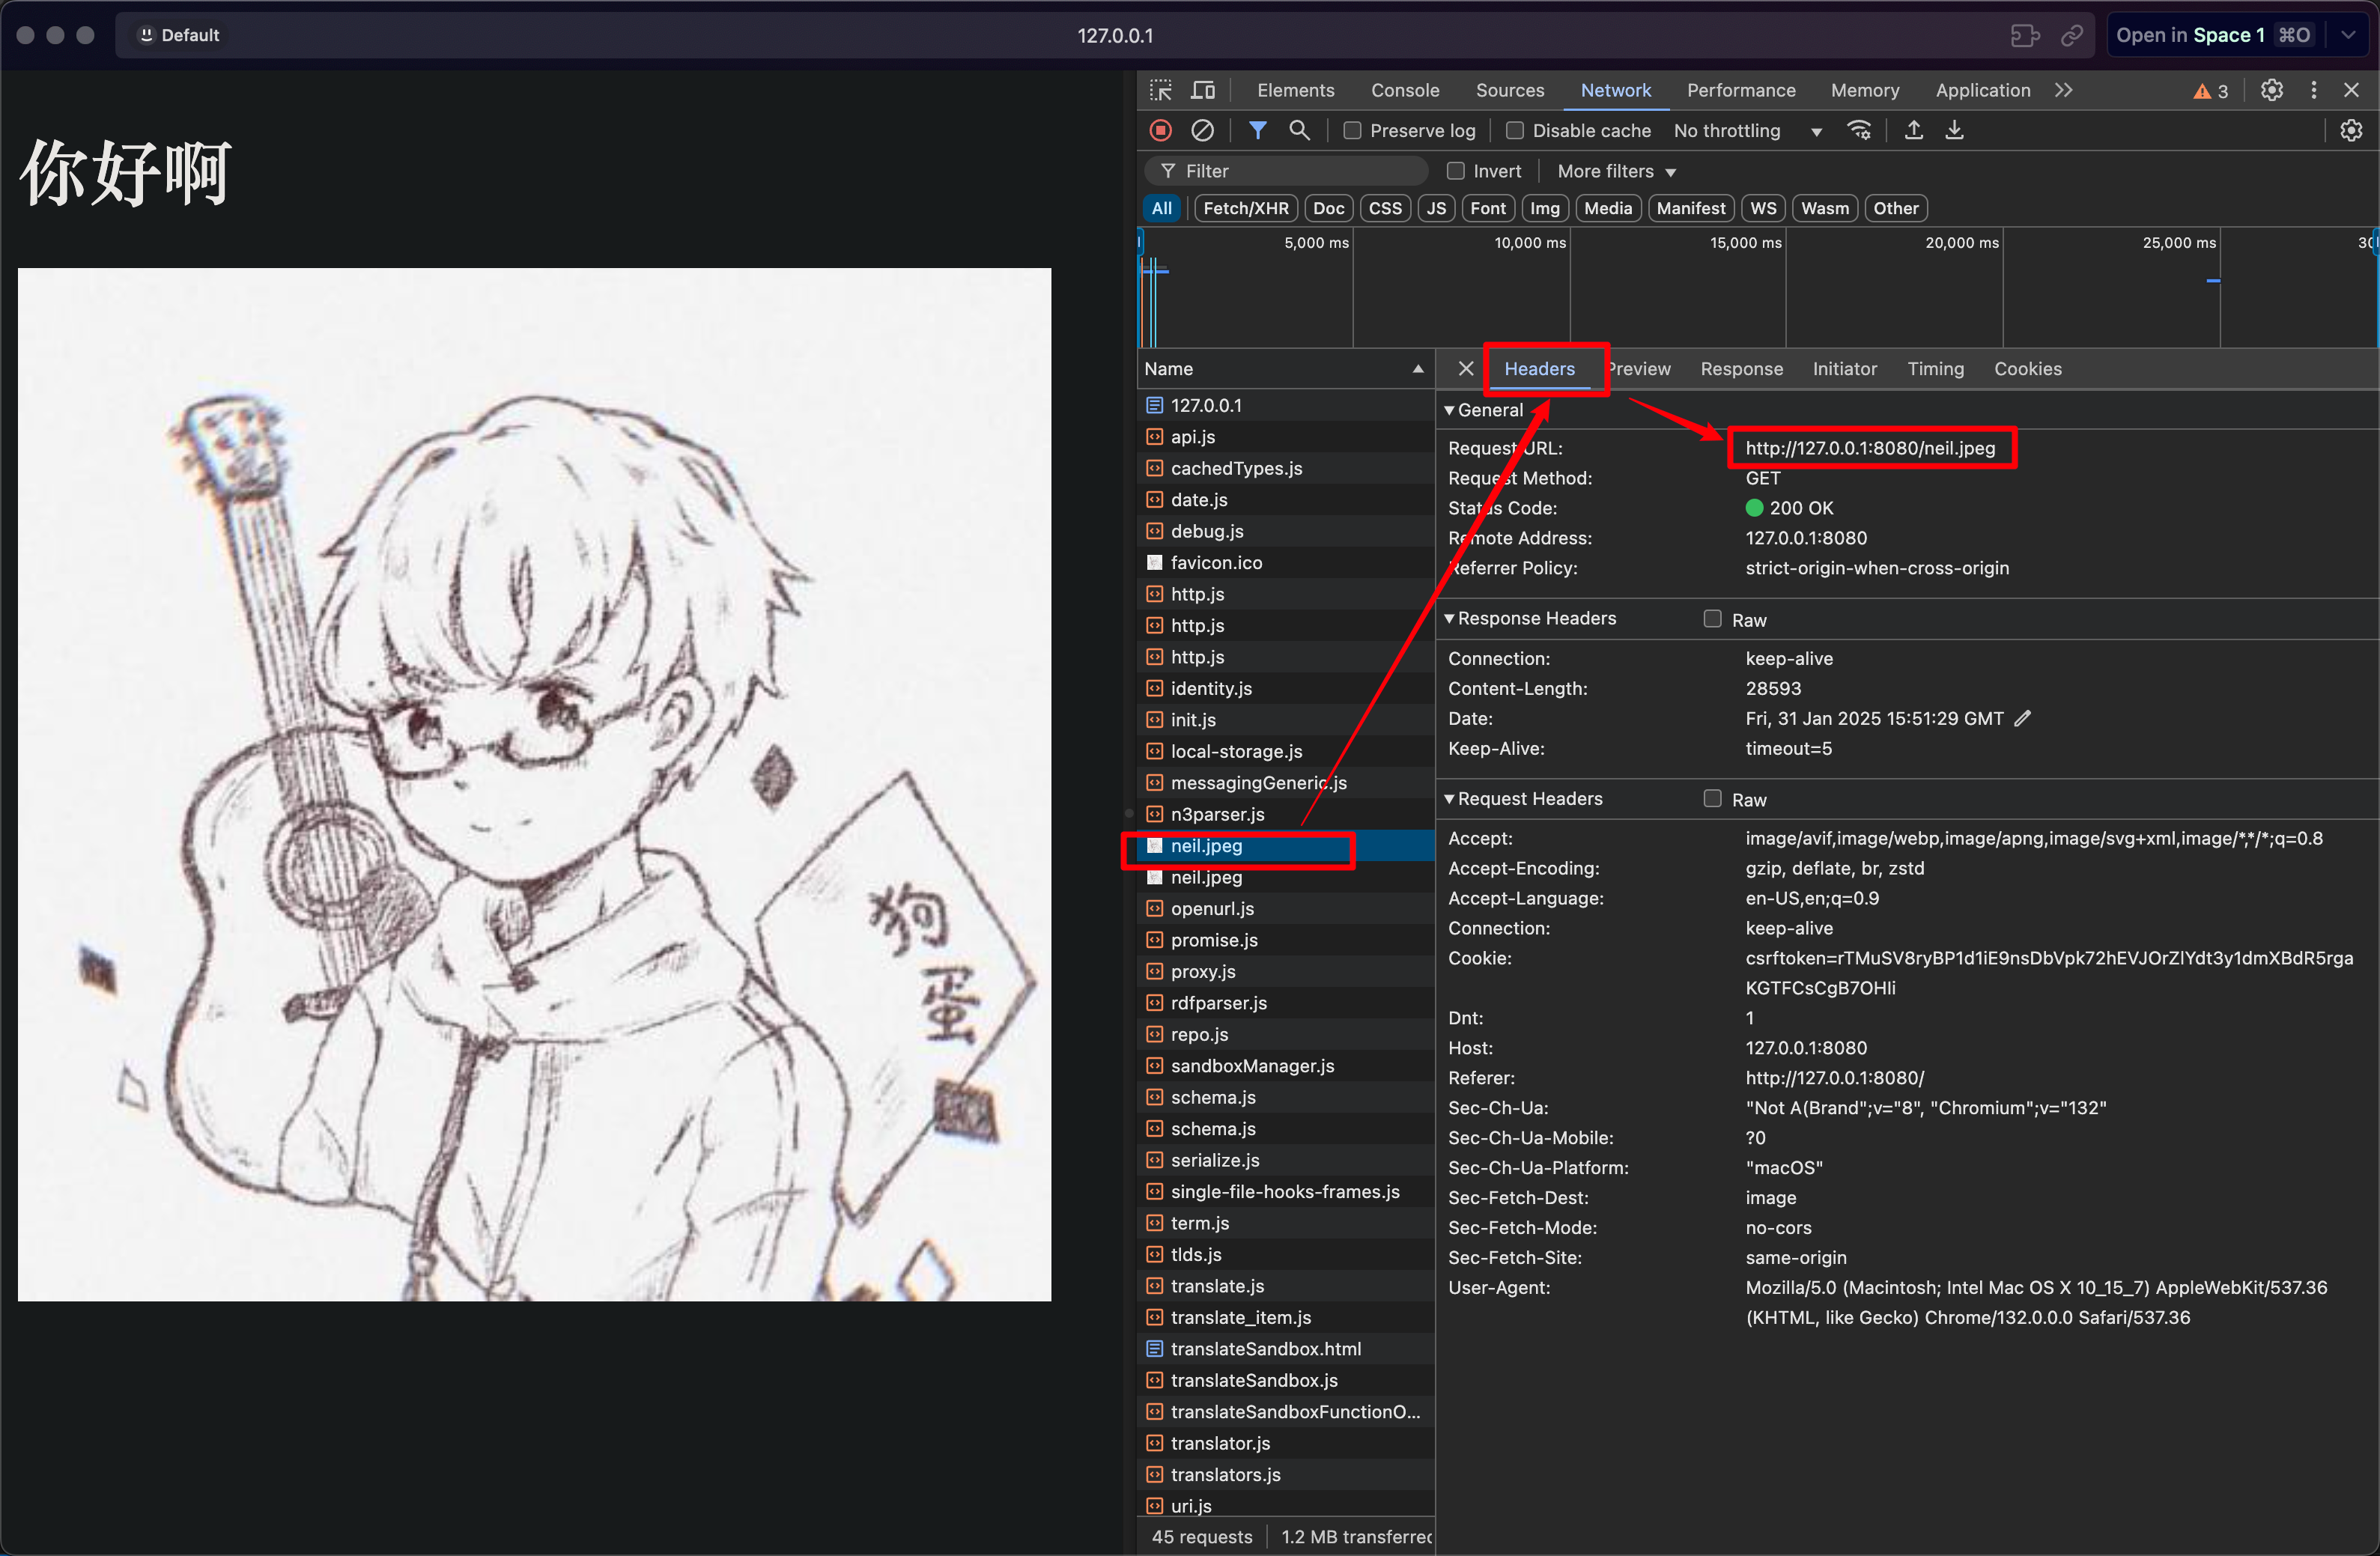 Default
127.0.0.1
Open in Space 1 ⌘O
你好啊
狗
蛋
Elements Console Sources Network Performance Memory Application 3
Preserve log Disable cache No throttling
Filter Invert More filters
All Fetch/XHR Doc CSS JS Font Img Media Manifest WS Wasm Other
5,000 ms 10,000 ms 15,000 ms 20,000 ms 25,000 ms 30
Name
127.0.0.1
api.js
cachedTypes.js
date.js
debug.js
favicon.ico
http.js
http.js
http.js
identity.js
init.js
local-storage.js
messagingGeneric.js
n3parser.js
neil.jpeg
neil.jpeg
openurl.js
promise.js
proxy.js
rdfparser.js
repo.js
sandboxManager.js
schema.js
schema.js
serialize.js
single-file-hooks-frames.js
term.js
tlds.js
translate.js
translate_item.js
translateSandbox.html
translateSandbox.js
translateSandboxFunctionO...
translator.js
translators.js
uri.js
45 requests 1.2 MB transferred
Headers Preview Response Initiator Timing Cookies
General
Request URL: http://127.0.0.1:8080/neil.jpeg
Request Method: GET
Status Code: 200 OK
Remote Address: 127.0.0.1:8080
Referrer Policy: strict-origin-when-cross-origin
Response Headers Raw
Connection: keep-alive
Content-Length: 28593
Date: Fri, 31 Jan 2025 15:51:29 GMT
Keep-Alive: timeout=5
Request Headers Raw
Accept: image/avif,image/webp,image/apng,image/svg+xml,image/*,*/*;q=0.8
Accept-Encoding: gzip, deflate, br, zstd
Accept-Language: en-US,en;q=0.9
Connection: keep-alive
Cookie: csrftoken=rTMuSV8ryBP1d1iE9nsDbVpk72hEVJOrZlYdt3y1dmXBdR5rga
KGTFCsCgB7OHIi
Dnt: 1
Host: 127.0.0.1:8080
Referer: http://127.0.0.1:8080/
Sec-Ch-Ua: "Not A(Brand";v="8", "Chromium";v="132"
Sec-Ch-Ua-Mobile: ?0
Sec-Ch-Ua-Platform: "macOS"
Sec-Fetch-Dest: image
Sec-Fetch-Mode: no-cors
Sec-Fetch-Site: same-origin
User-Agent: Mozilla/5.0 (Macintosh; Intel Mac OS X 10_15_7) AppleWebKit/537.36
(KHTML, like Gecko) Chrome/132.0.0.0 Safari/537.36